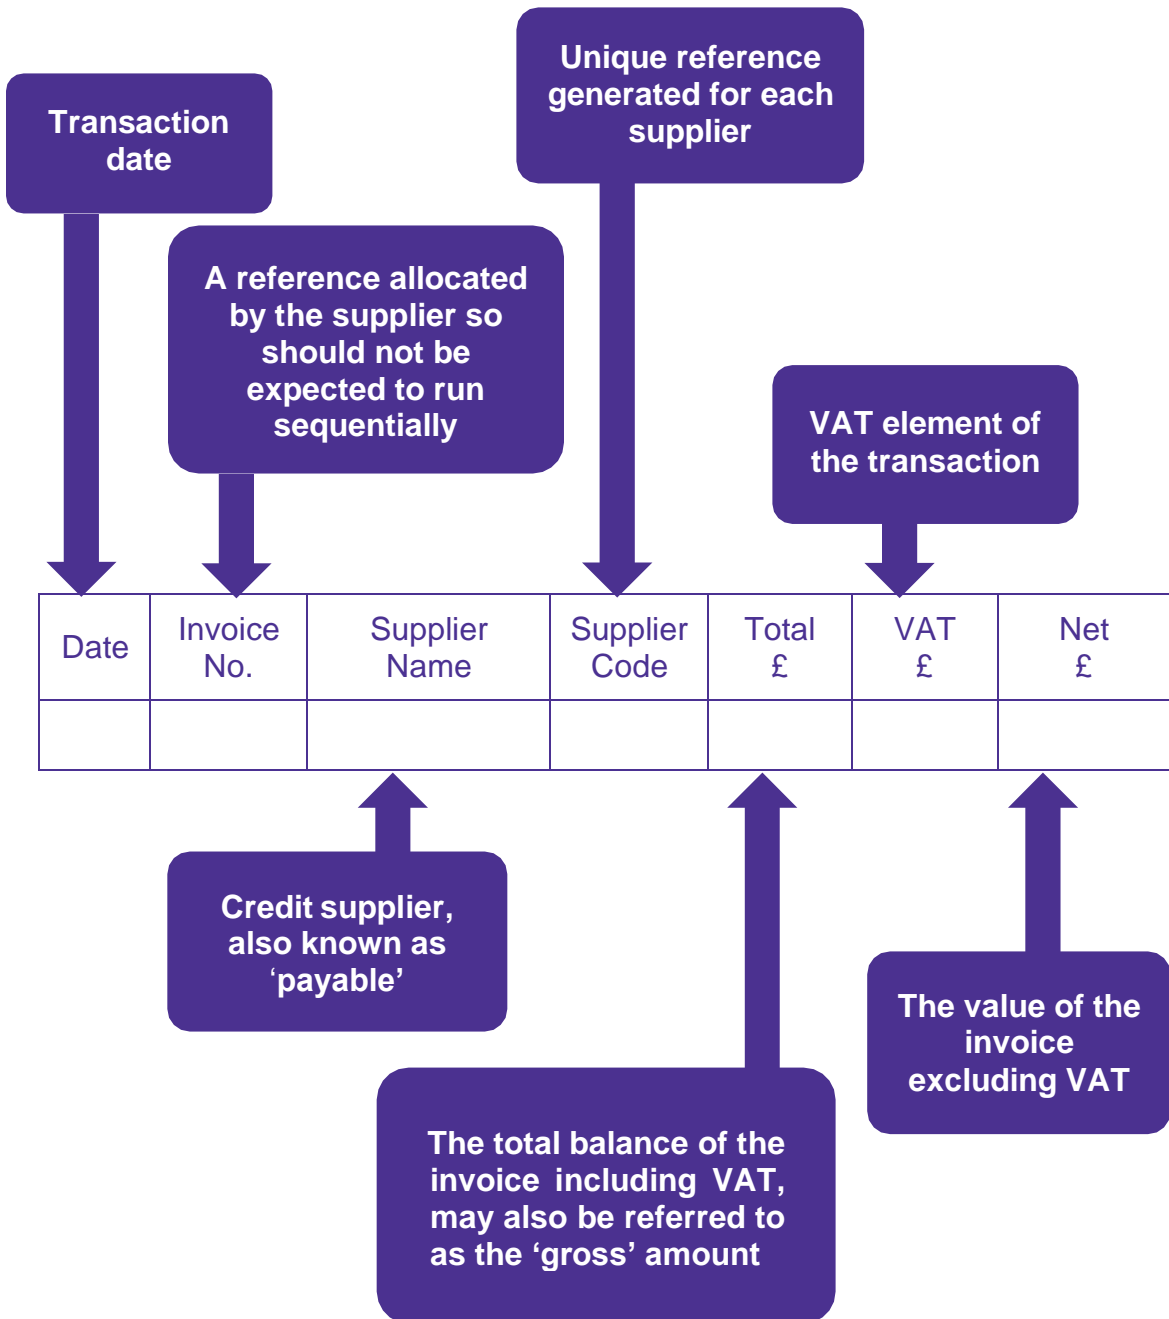 Unique reference
generated for each
supplier
Transaction
date
A reference allocated
by the supplier so
should not be
expected to run
sequentially
VAT element of
the transaction
Date
Invoice
No.
Supplier
Name
Supplier
Code
Total
£
VAT
£
Net
£
Credit supplier,
also known as
‘payable’
The value of the
invoice
excluding VAT
The total balance of the
invoice including VAT,
may also be referred to
as the ‘gross’ amount